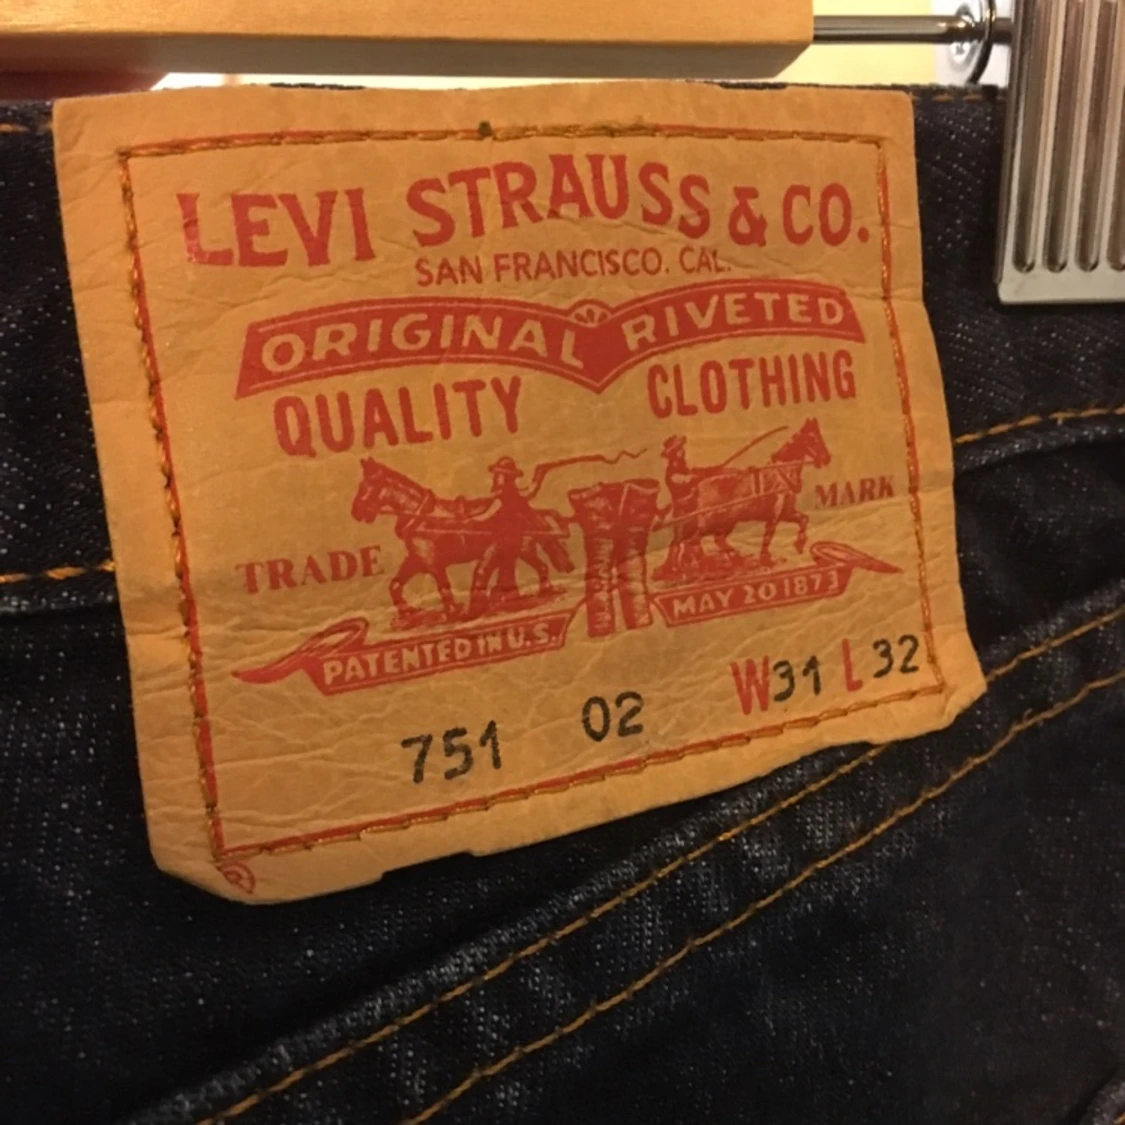 LEVI STRAUSS & CO.
SAN FRANCISCO. CAL.
ORIGINAL RIVETED
QUALITY CLOTHING
TRADE MARK
PATENTED IN U.S. MAY 20 1873
751 02 W31 L32
®